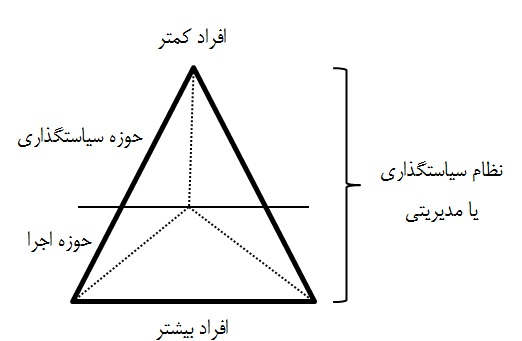 افراد کمتر
حوزه سیاستگذاری
نظام سیاستگذاری
یا مدیریتی
حوزه اجرا
افراد بیشتر